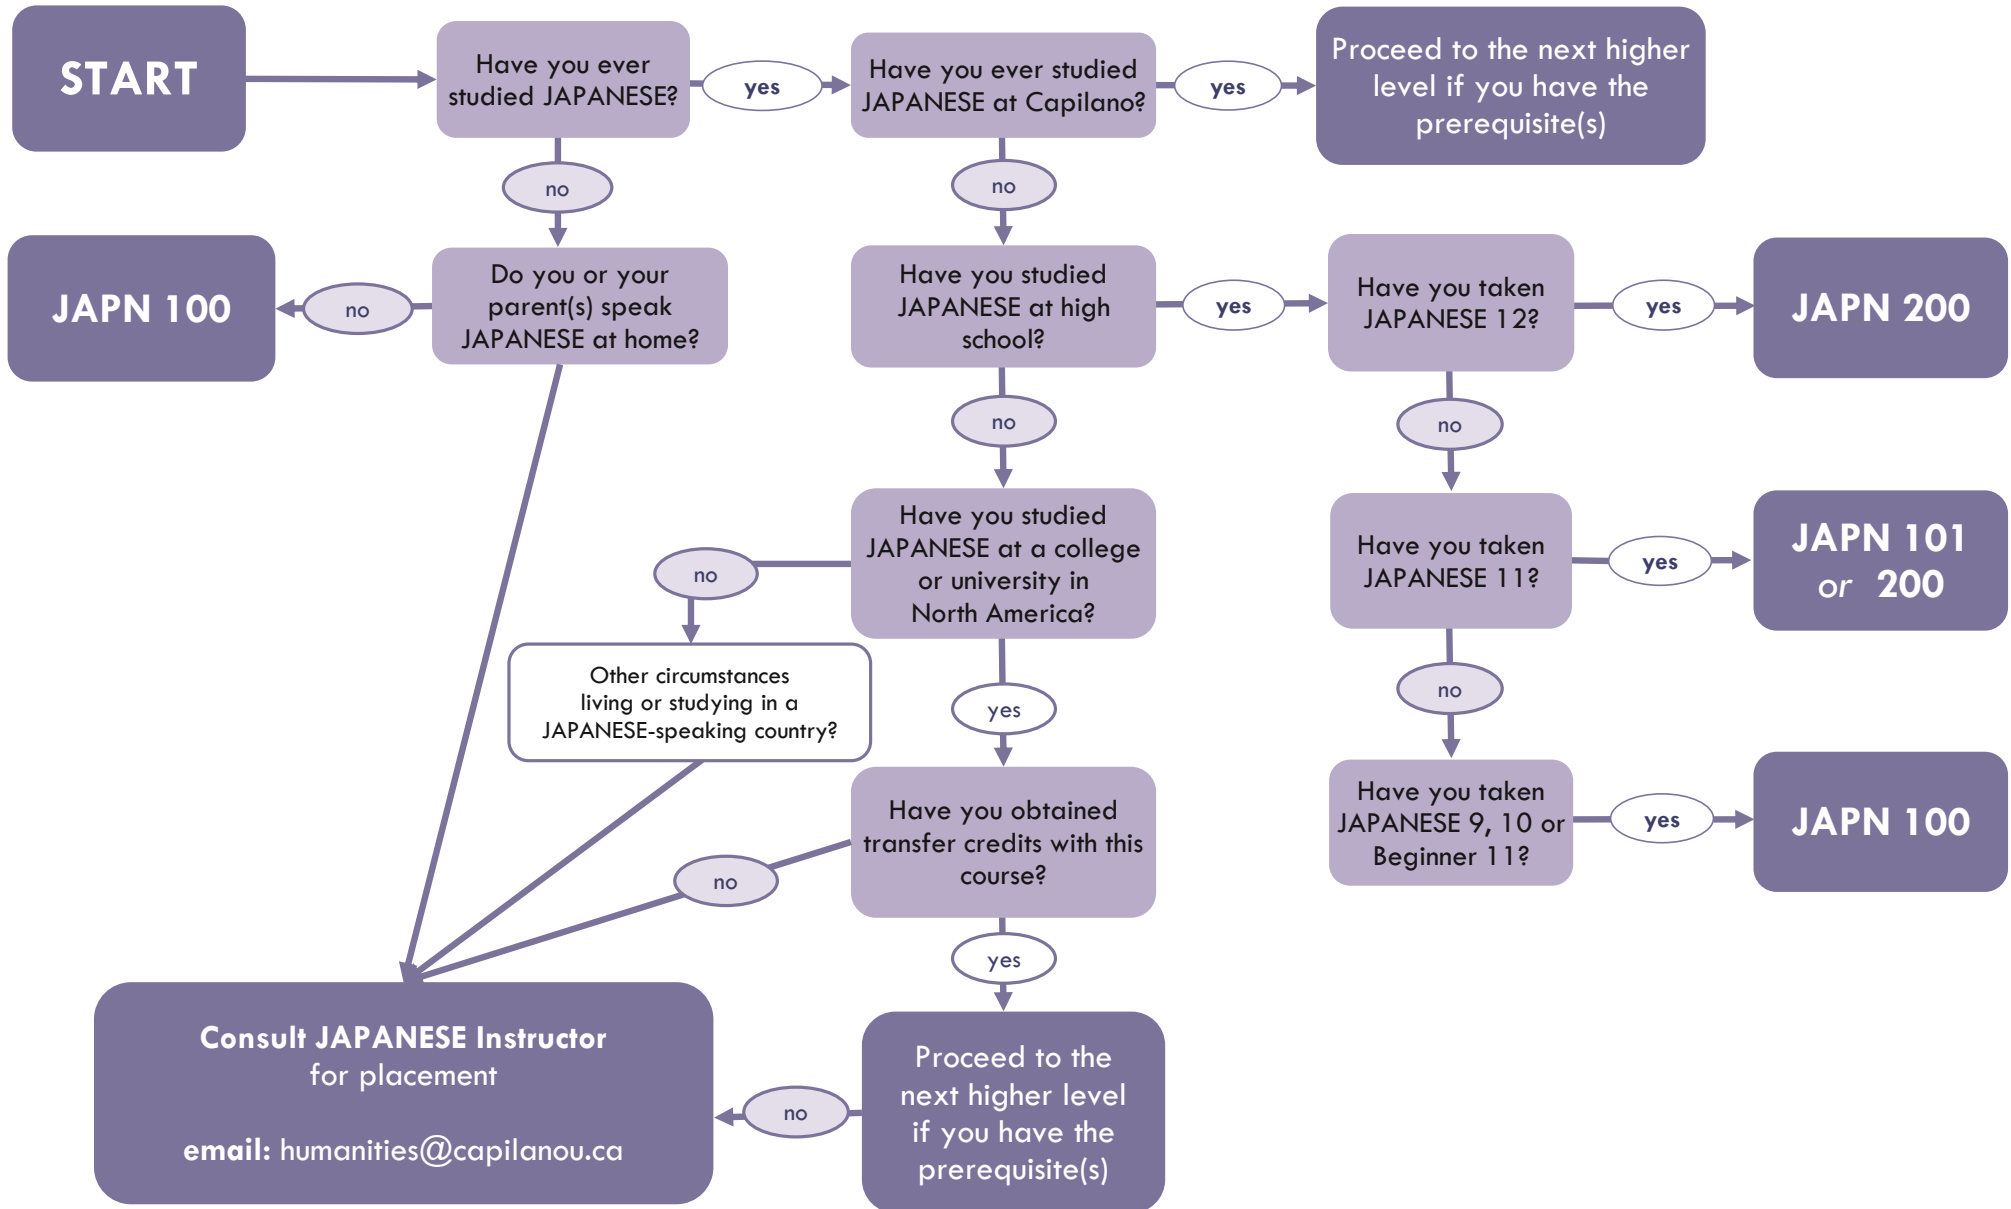 START
Have you ever
studied JAPANESE?
yes
Have you ever studied
JAPANESE at Capilano?
yes
Proceed to the next higher
level if you have the
prerequisite(s)
no
no
JAPN 100
no
Do you or your
parent(s) speak
JAPANESE at home?
Have you studied
JAPANESE at high
school?
yes
Have you taken
JAPANESE 12?
yes
JAPN 200
no
no
Have you studied
JAPANESE at a college
or university in
North America?
no
Have you taken
JAPANESE 11?
yes
JAPN 101
or 200
Other circumstances
living or studying in a
JAPANESE-speaking country?
yes
no
Have you obtained
transfer credits with this
course?
no
Have you taken
JAPANESE 9, 10 or
Beginner 11?
yes
JAPN 100
yes
Consult JAPANESE Instructor
for placement
email: humanities@capilanou.ca
no
Proceed to the
next higher level
if you have the
prerequisite(s)